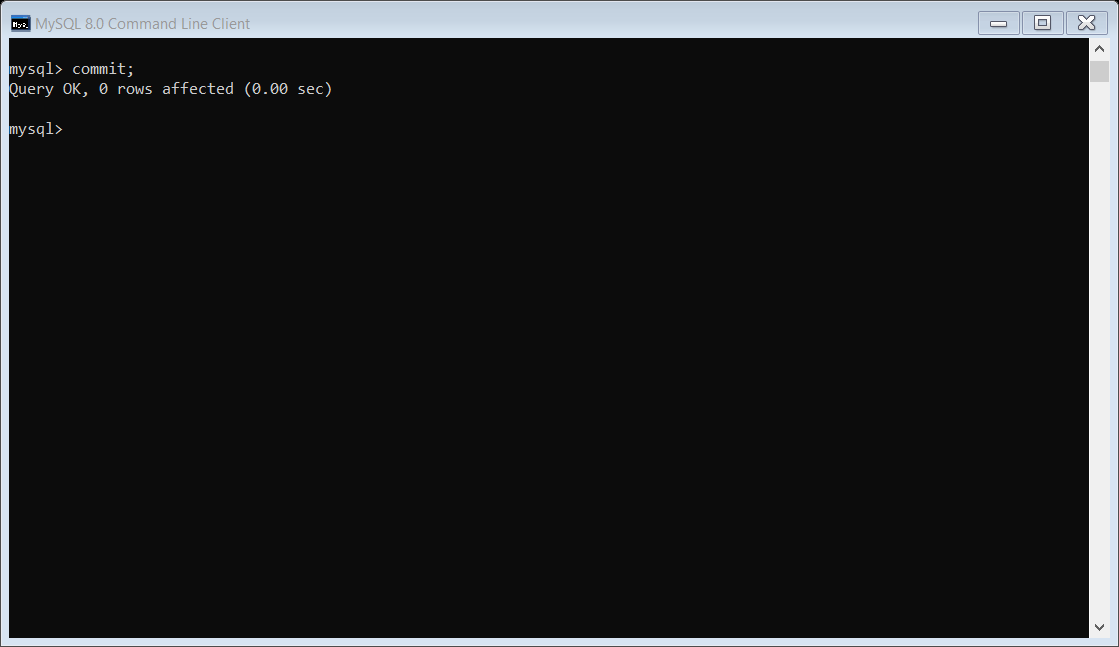 MySQL 8.0 Command Line Client
mysql> commit;
Query OK, 0 rows affected (0.00 sec)
mysql>